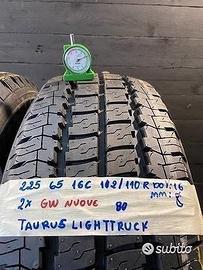 225 65 16C 112/110 R DOT:16
2X GW NUOVE 80 MM: 8
TAURUS LIGHTTRUCK
subito